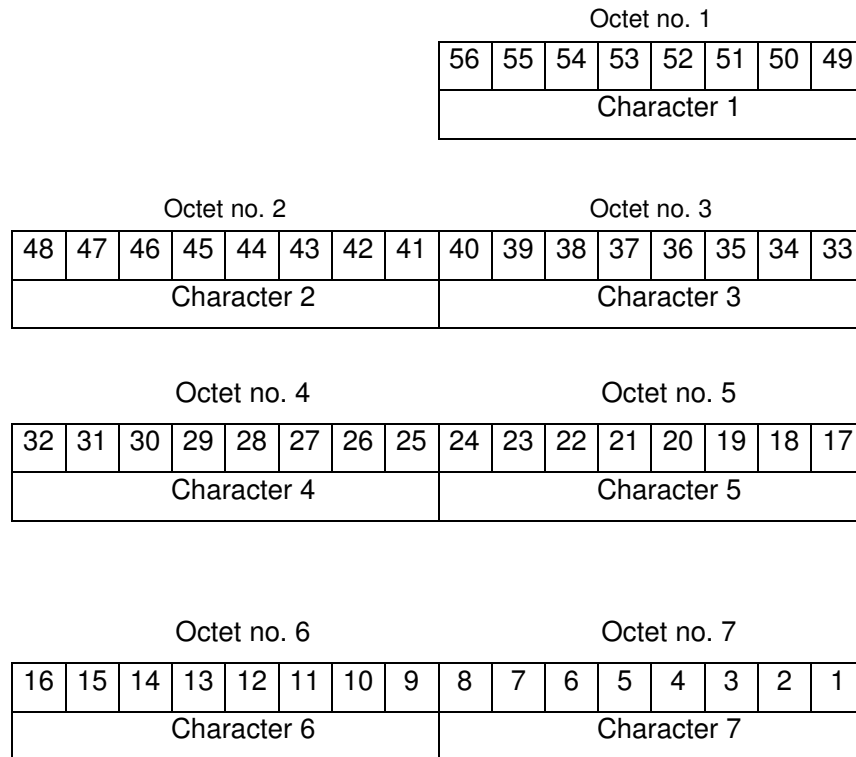 Octet no. 1
56 55 54 53 52 51 50 49
Character 1
Octet no. 2 Octet no. 3
48 47 46 45 44 43 42 41 40 39 38 37 36 35 34 33
Character 2 Character 3
Octet no. 4 Octet no. 5
32 31 30 29 28 27 26 25 24 23 22 21 20 19 18 17
Character 4 Character 5
Octet no. 6 Octet no. 7
16 15 14 13 12 11 10 9 8 7 6 5 4 3 2 1
Character 6 Character 7